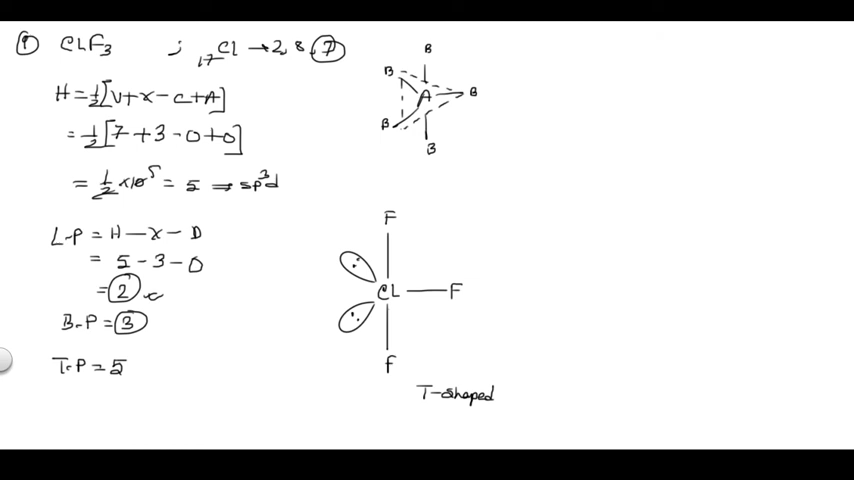 ① CLF₃ ; ₁₇Cl → 2, 8, 7
H = 1/2 [V + x - C + A]
= 1/2 [7 + 3 - 0 + 0]
= 1/2 × 10 5 = 5 ⇒ sp³d
L.P = H - x - D
= 5 - 3 - 0
= 2
B.P = 3
T.P = 5
B
B
A
B
B
B
F
CL
F
F
T-shaped